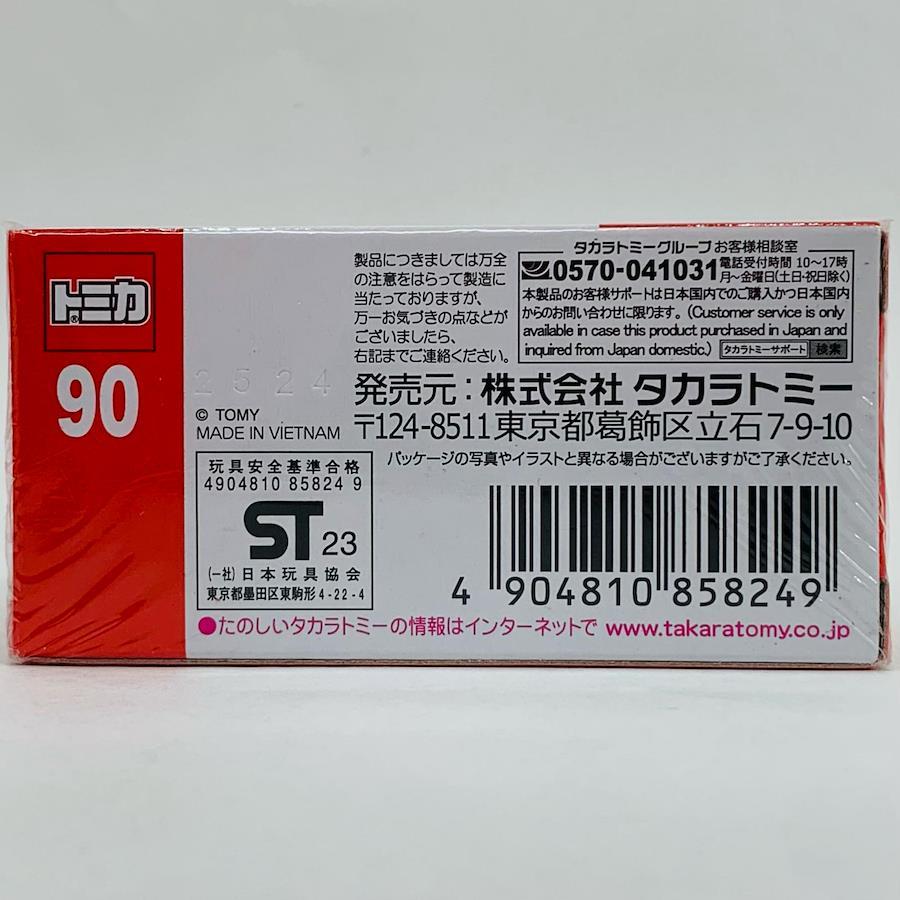 トミカ®
90
2524
© TOMY
MADE IN VIETNAM
製品につきましては万全
の注意をはらって製造に
当たっておりますが、
万一お気づきの点などが
ございましたら、
右記までご連絡ください。
タカラトミーグループ お客様相談室
0570-041031 電話受付時間 10〜17時
月〜金曜日(土日・祝日除く)
本製品のお客様サポートは日本国内でのご購入かつ日本国内
からのお問い合わせに限ります。(Customer service is only
available in case this product purchased in Japan and
inquired from Japan domestic.) タカラトミーサポート 検索
発売元:株式会社 タカラトミー
〒124-8511 東京都葛飾区立石7-9-10
パッケージの写真やイラストと異なる場合がございますがご了承ください。
玩具安全基準合格
4904810 85824 9
ST 23
(一社)日本玩具協会
東京都墨田区東駒形4-22-4
4 904810 858249
●たのしいタカラトミーの情報はインターネットで www.takaratomy.co.jp